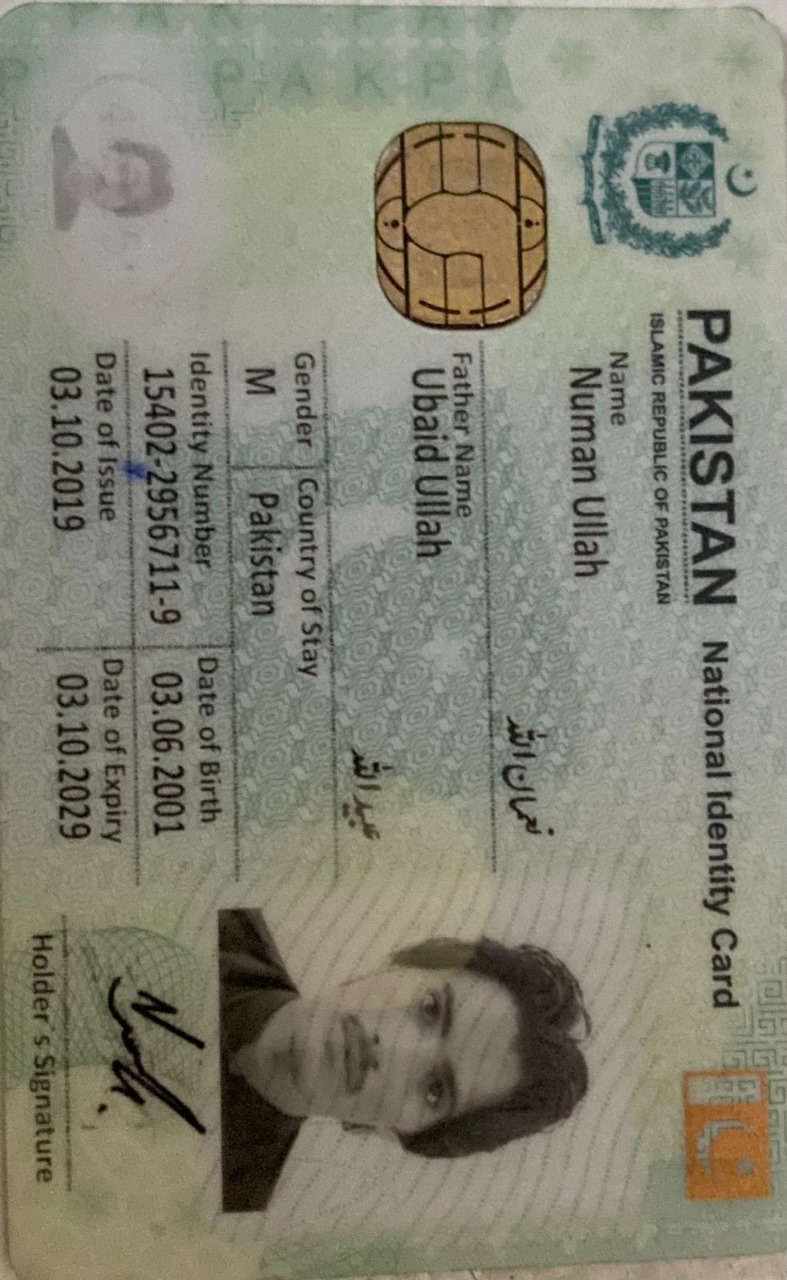 PAKISTAN National Identity Card
ISLAMIC REPUBLIC OF PAKISTAN
Name
Numan Ullah
نعمان اللہ
Father Name
Ubaid Ullah
عبید اللہ
Gender Country of Stay
M Pakistan
Identity Number Date of Birth
15402-2956711-9 03.06.2001
Date of Issue Date of Expiry
03.10.2019 03.10.2029
Holder's Signature